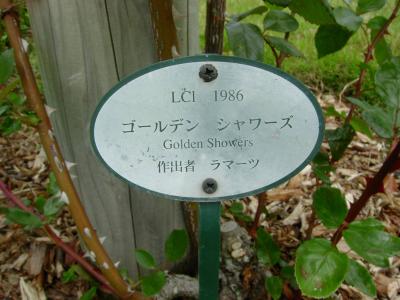 LCl 1986
ゴールデン シャワーズ
Golden Showers
作出者 ラマーツ